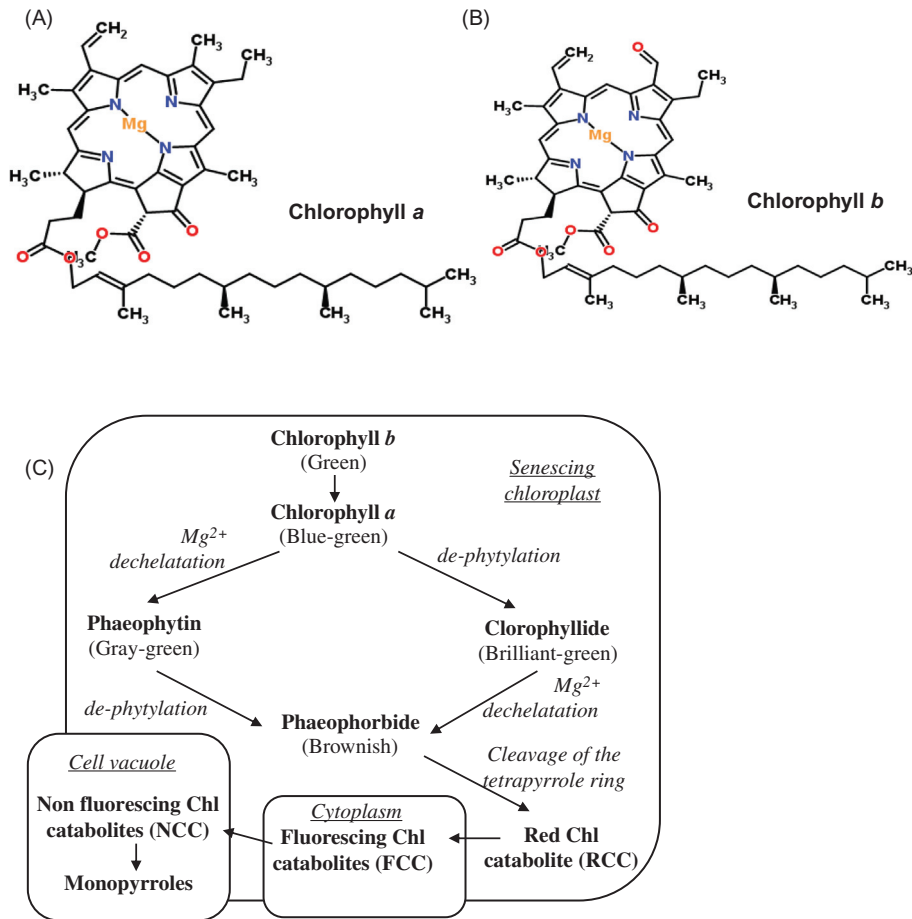 (A)
CH2
CH3
CH3
H3C
N
N
Mg
N
N
H3C
CH3
O
O
O
O
H3C
O
Chlorophyll a
CH3
CH3
CH3
CH3
CH3
(B)
O
CH2
CH3
H3C
N
N
Mg
N
N
CH3
CH3
O
O
O
O
H3C
O
Chlorophyll b
CH3
CH3
CH3
CH3
CH3
(C)
Chlorophyll b
(Green)
Senescing
chloroplast
Chlorophyll a
(Blue-green)
Mg2+
dechelatation
de-phytylation
Phaeophytin
(Gray-green)
Clorophyllide
(Brilliant-green)
de-phytylation
Mg2+
dechelatation
Phaeophorbide
(Brownish)
Cleavage of the
tetrapyrrole ring
Cell vacuole
Non fluorescing Chl
catabolites (NCC)
Monopyrroles
Cytoplasm
Fluorescing Chl
catabolites (FCC)
Red Chl
catabolite (RCC)